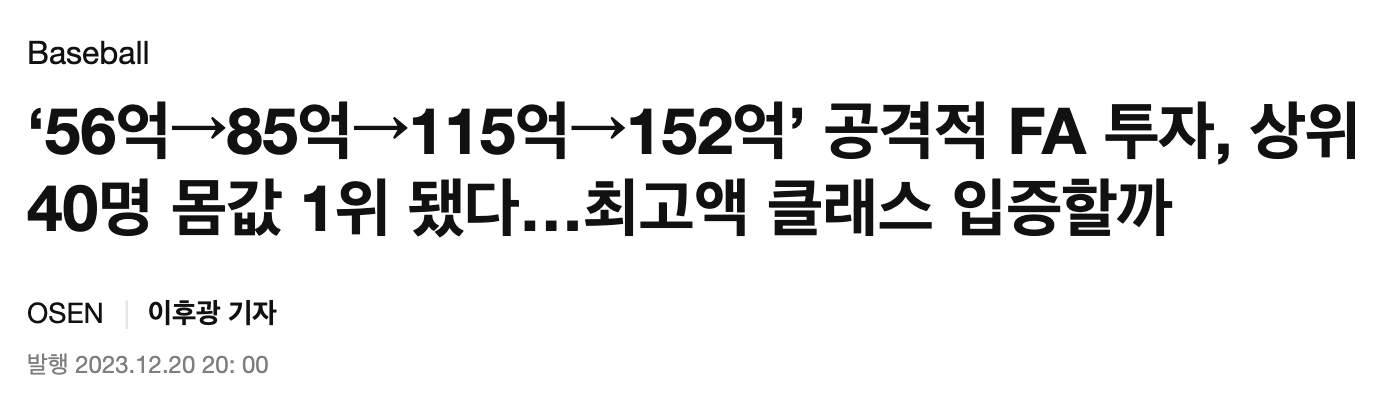 Baseball
‘56억→85억→115억→152억’ 공격적 FA 투자, 상위
40명 몸값 1위 됐다…최고액 클래스 입증할까
OSEN | 이후광 기자
발행 2023.12.20 20: 00